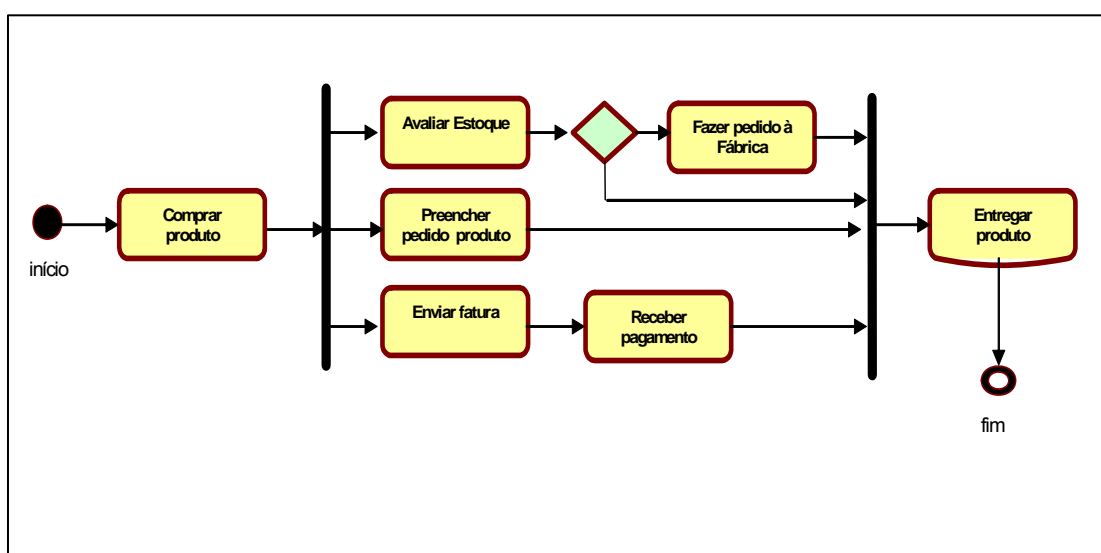 Avaliar Estoque
Fazer pedido à
Fábrica
Comprar
produto
Preencher
pedido produto
Entregar
produto
início
Enviar fatura
Receber
pagamento
fim